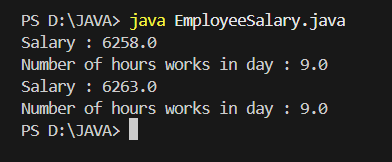 PS D:\JAVA> java EmployeeSalary.java
Salary : 6258.0
Number of hours works in day : 9.0
Salary : 6263.0
Number of hours works in day : 9.0
PS D:\JAVA>